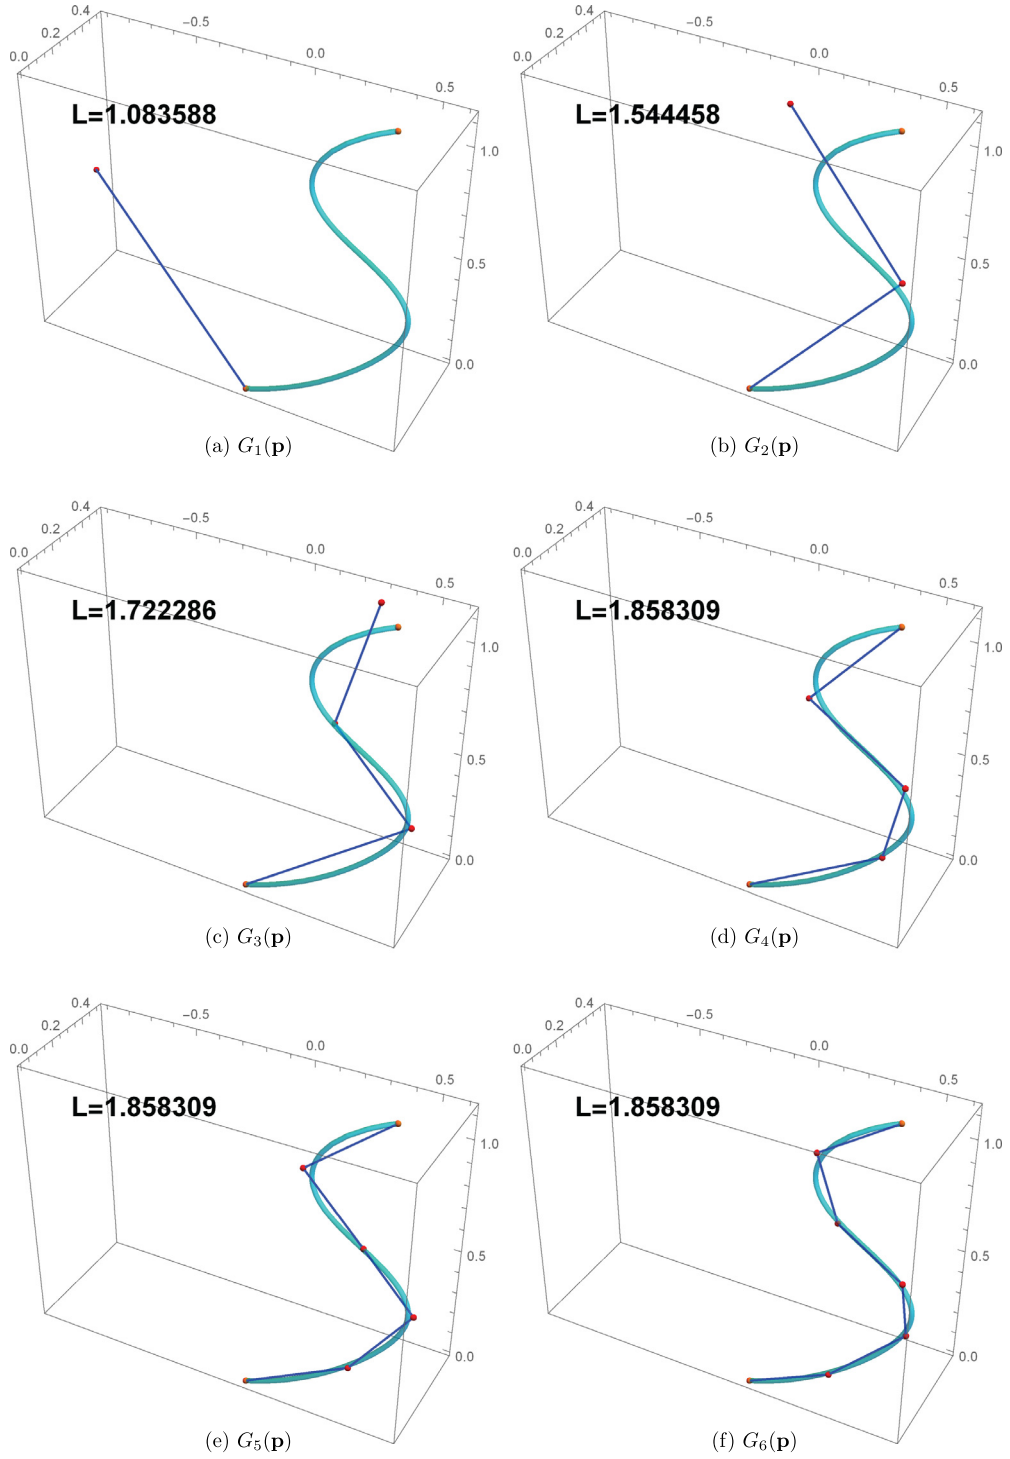 0.4 -0.5 0.4 -0.5
0.2 0.0 0.2 0.0
0.0 0.5 0.0 0.5
L=1.083588 L=1.544458
1.0 1.0
0.5 0.5
0.0 0.0
(a) G₁(p) (b) G₂(p)
0.4 -0.5 0.4 -0.5
0.2 0.0 0.2 0.0
0.0 0.5 0.0 0.5
L=1.722286 L=1.858309
1.0 1.0
0.5 0.5
0.0 0.0
(c) G₃(p) (d) G₄(p)
0.4 -0.5 0.4 -0.5
0.2 0.0 0.2 0.0
0.0 0.5 0.0 0.5
L=1.858309 L=1.858309
1.0 1.0
0.5 0.5
0.0 0.0
(e) G₅(p) (f) G₆(p)